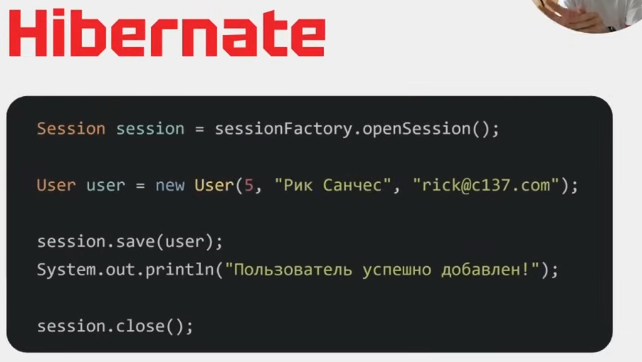 Hibernate
Session session = sessionFactory.openSession();
User user = new User(5, "Рик Санчес", "rick@c137.com");
session.save(user);
System.out.println("Пользователь успешно добавлен!");
session.close();